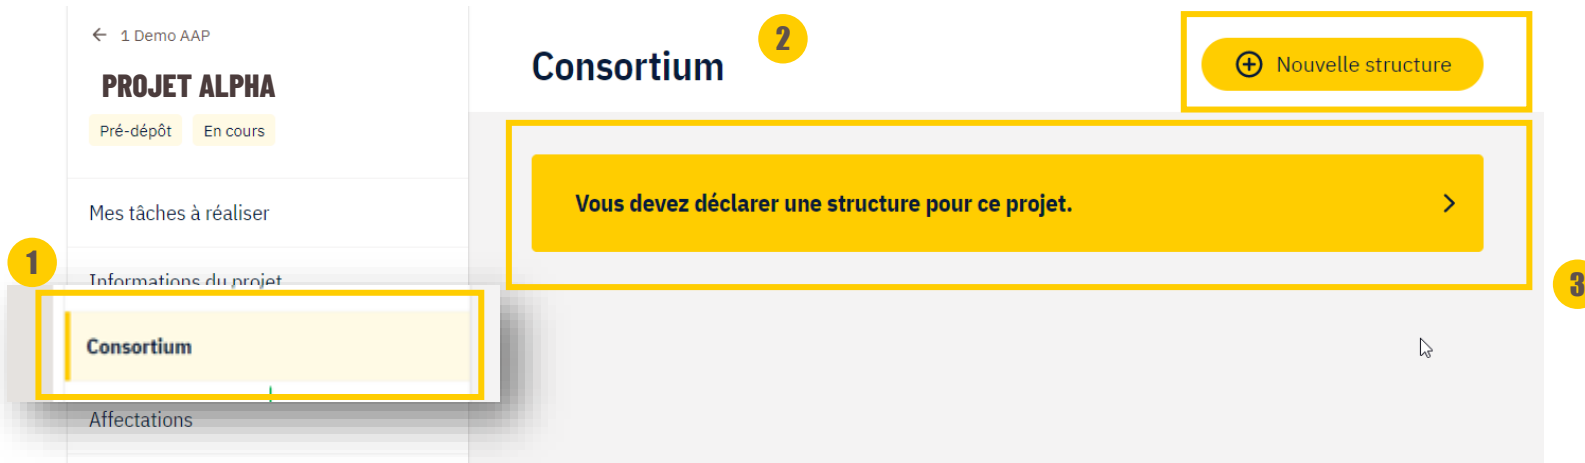 ← 1 Demo AAP
PROJET ALPHA
Pré-dépôt En cours
Mes tâches à réaliser
1
Informations du projet
Consortium
Affectations
Consortium
2
Nouvelle structure
Vous devez déclarer une structure pour ce projet.
3